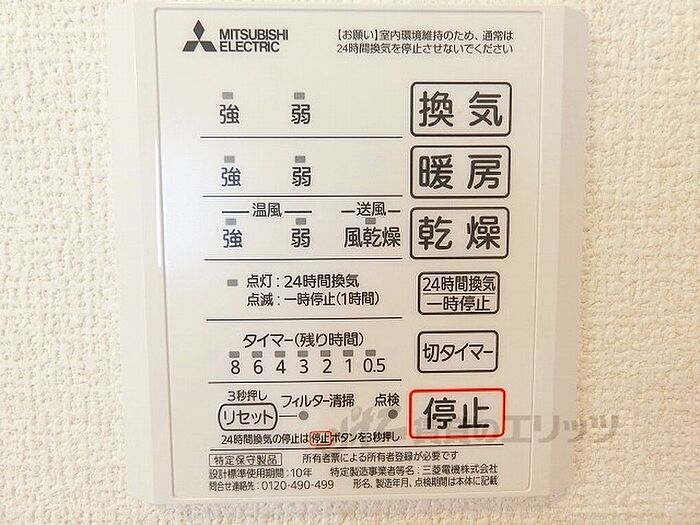 MITSUBISHI
ELECTRIC
【お願い】室内環境維持のため、通常は
24時間換気を停止させないでください
強 弱 換気
強 弱 暖房
温風 送風
強 弱 風乾燥 乾燥
点灯：24時間換気
点滅：一時停止(1時間)
24時間換気
一時停止
タイマー(残り時間)
8 6 4 3 2 1 0.5
切タイマー
3秒押し
リセット フィルター清掃 点検
停止
24時間換気の停止は停止ボタンを3秒押し
特定保守製品 所有者票による所有者登録が必要です
設計標準使用期間：10年 特定製造事業者等名：三菱電機株式会社
問合せ連絡先：0120-490-499 形名、製造年月、点検期間は本体に記載
賃貸のエリッツ